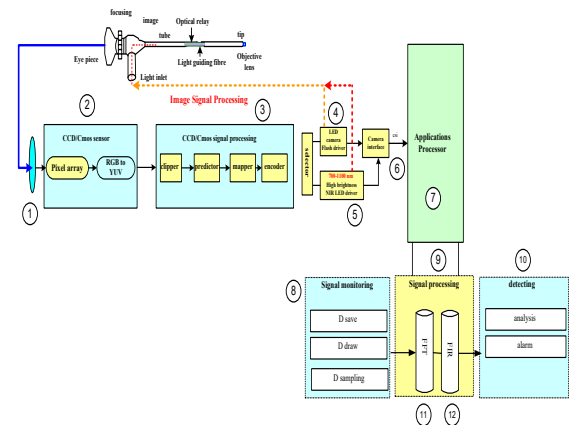 focusing
image
Optical relay
tube
tip
Eye piece
Light guiding fibre
Objective
lens
Light inlet
Image Signal Processing
2
3
4
CCD/Cmos sensor
CCD/Cmos signal processing
LED
camera
Flash driver
Camera
interface
csi
Applications
Processor
Pixel array
RGB to
YUV
clipper
predictor
mapper
encoder
selector
700-1100 nm
High brightness
NIR LED driver
1
5
6
7
8
9
10
Signal monitoring
Signal processing
detecting
D save
D draw
D sampling
FFT
FIR
analysis
alarm
11
12